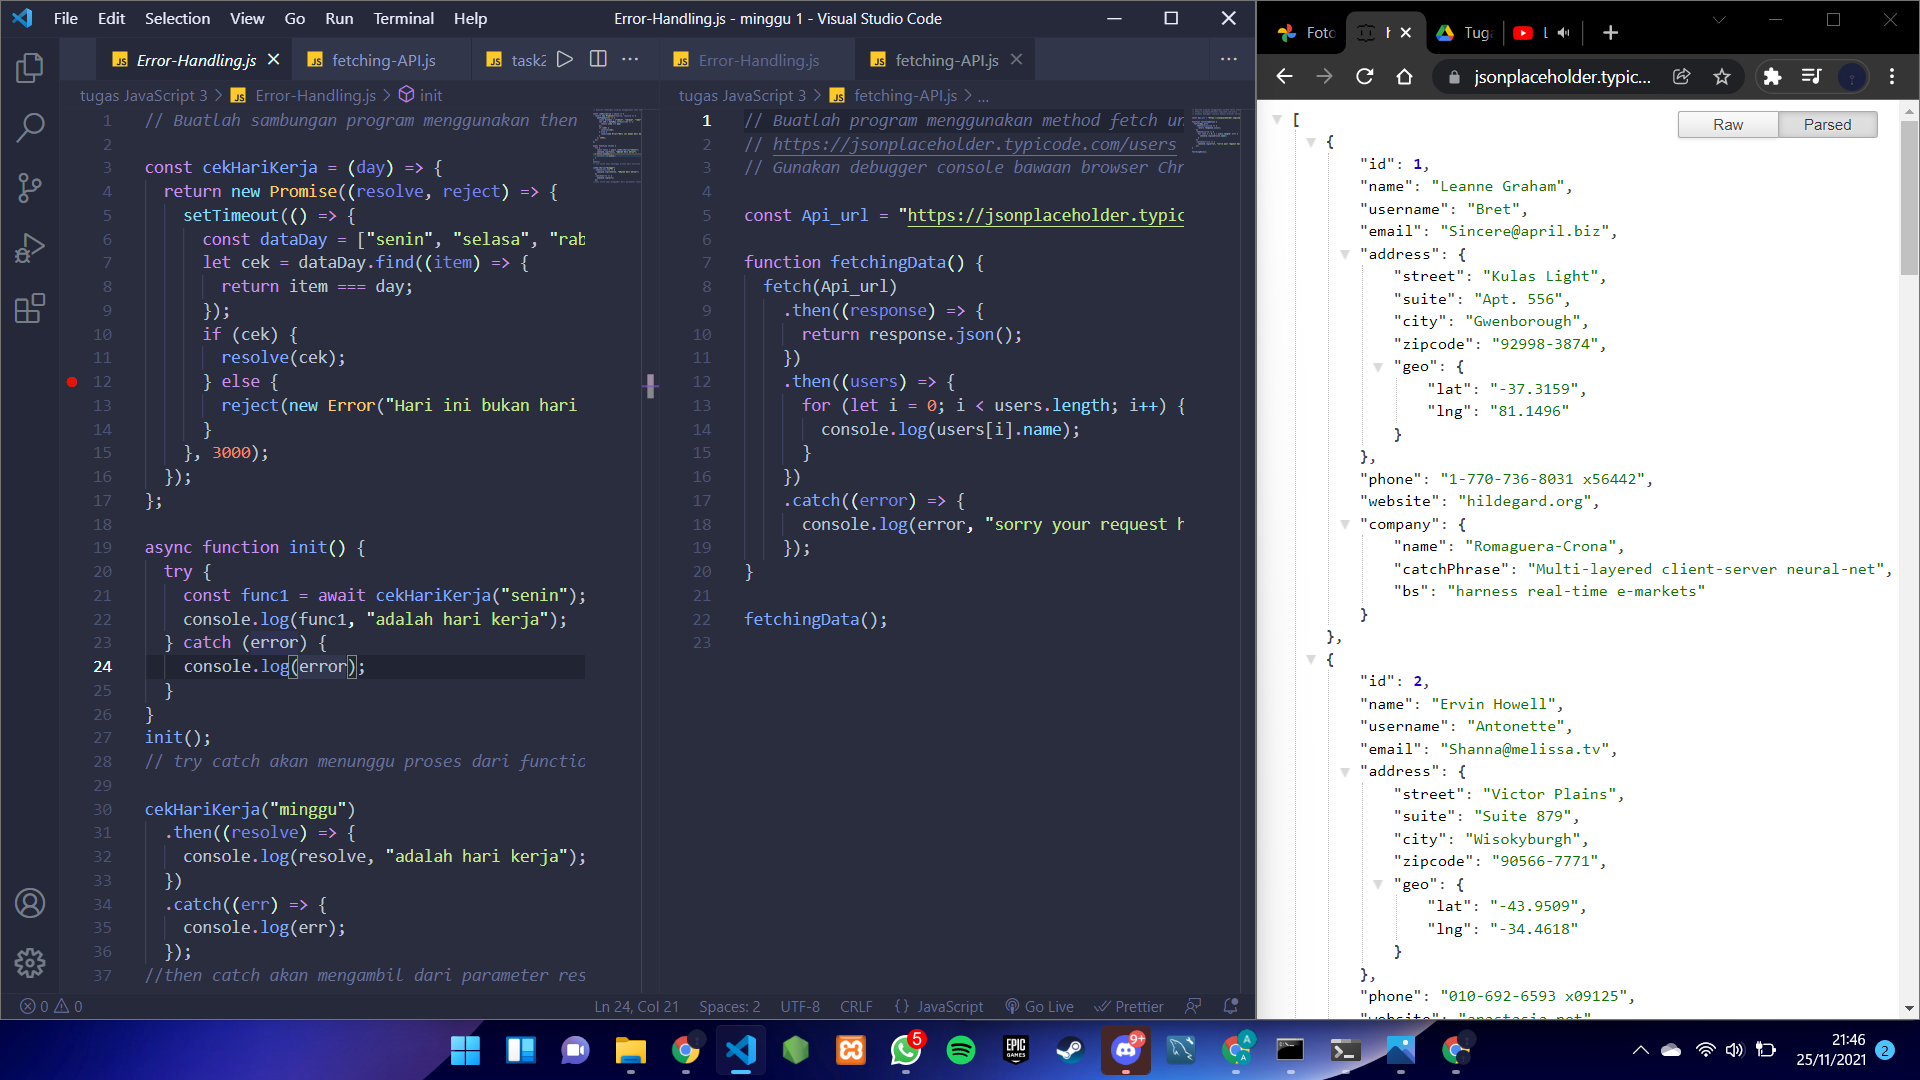 File Edit Selection View Go Run Terminal Help
Error-Handling.js - minggu 1 - Visual Studio Code
JS Error-Handling.js
JS fetching-API.js
JS task2
tugas JavaScript 3 > JS Error-Handling.js > init
1 // Buatlah sambungan program menggunakan then
2
3 const cekHariKerja = (day) => {
4 return new Promise((resolve, reject) => {
5 setTimeout(() => {
6 const dataDay = ["senin", "selasa", "rab
7 let cek = dataDay.find((item) => {
8 return item === day;
9 });
10 if (cek) {
11 resolve(cek);
12 } else {
13 reject(new Error("Hari ini bukan hari
14 }
15 }, 3000);
16 });
17 };
18
19 async function init() {
20 try {
21 const func1 = await cekHariKerja("senin");
22 console.log(func1, "adalah hari kerja");
23 } catch (error) {
24 console.log(error);
25 }
26 }
27 init();
28 // try catch akan menunggu proses dari functio
29
30 cekHariKerja("minggu")
31 .then((resolve) => {
32 console.log(resolve, "adalah hari kerja");
33 })
34 .catch((err) => {
35 console.log(err);
36 });
37 //then catch akan mengambil dari parameter res
JS Error-Handling.js
JS fetching-API.js
tugas JavaScript 3 > JS fetching-API.js > ...
1 // Buatlah program menggunakan method fetch un
2 // https://jsonplaceholder.typicode.com/users
3 // Gunakan debugger console bawaan browser Chr
4
5 const Api_url = "https://jsonplaceholder.typic
6
7 function fetchingData() {
8 fetch(Api_url)
9 .then((response) => {
10 return response.json();
11 })
12 .then((users) => {
13 for (let i = 0; i < users.length; i++) {
14 console.log(users[i].name);
15 }
16 })
17 .catch((error) => {
18 console.log(error, "sorry your request h
19 });
20 }
21
22 fetchingData();
23
0 0
Ln 24, Col 21 Spaces: 2 UTF-8 CRLF {} JavaScript Go Live Prettier
Foto
Tuga
jsonplaceholder.typic...
Raw Parsed
[
{
"id": 1,
"name": "Leanne Graham",
"username": "Bret",
"email": "Sincere@april.biz",
"address": {
"street": "Kulas Light",
"suite": "Apt. 556",
"city": "Gwenborough",
"zipcode": "92998-3874",
"geo": {
"lat": "-37.3159",
"lng": "81.1496"
}
},
"phone": "1-770-736-8031 x56442",
"website": "hildegard.org",
"company": {
"name": "Romaguera-Crona",
"catchPhrase": "Multi-layered client-server neural-net",
"bs": "harness real-time e-markets"
}
},
{
"id": 2,
"name": "Ervin Howell",
"username": "Antonette",
"email": "Shanna@melissa.tv",
"address": {
"street": "Victor Plains",
"suite": "Suite 879",
"city": "Wisokyburgh",
"zipcode": "90566-7771",
"geo": {
"lat": "-43.9509",
"lng": "-34.4618"
}
},
"phone": "010-692-6593 x09125",
"website": "anastasia.net"
5
EPIC GAMES
9+
A
A
21:46
25/11/2021
2